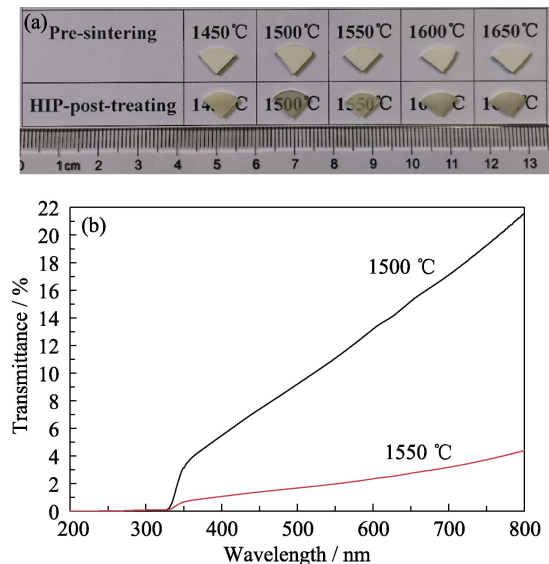 (a)
Pre-sintering 1450℃ 1500℃ 1550℃ 1600℃ 1650℃
HIP-post-treating 1500℃ 1550℃
0 1cm 2 3 4 5 6 7 8 9 10 11 12 13
(b)
22
20
18
16
14
12
10
8
6
4
2
0
Transmittance / %
1500 ℃
1550 ℃
200 300 400 500 600 700 800
Wavelength / nm